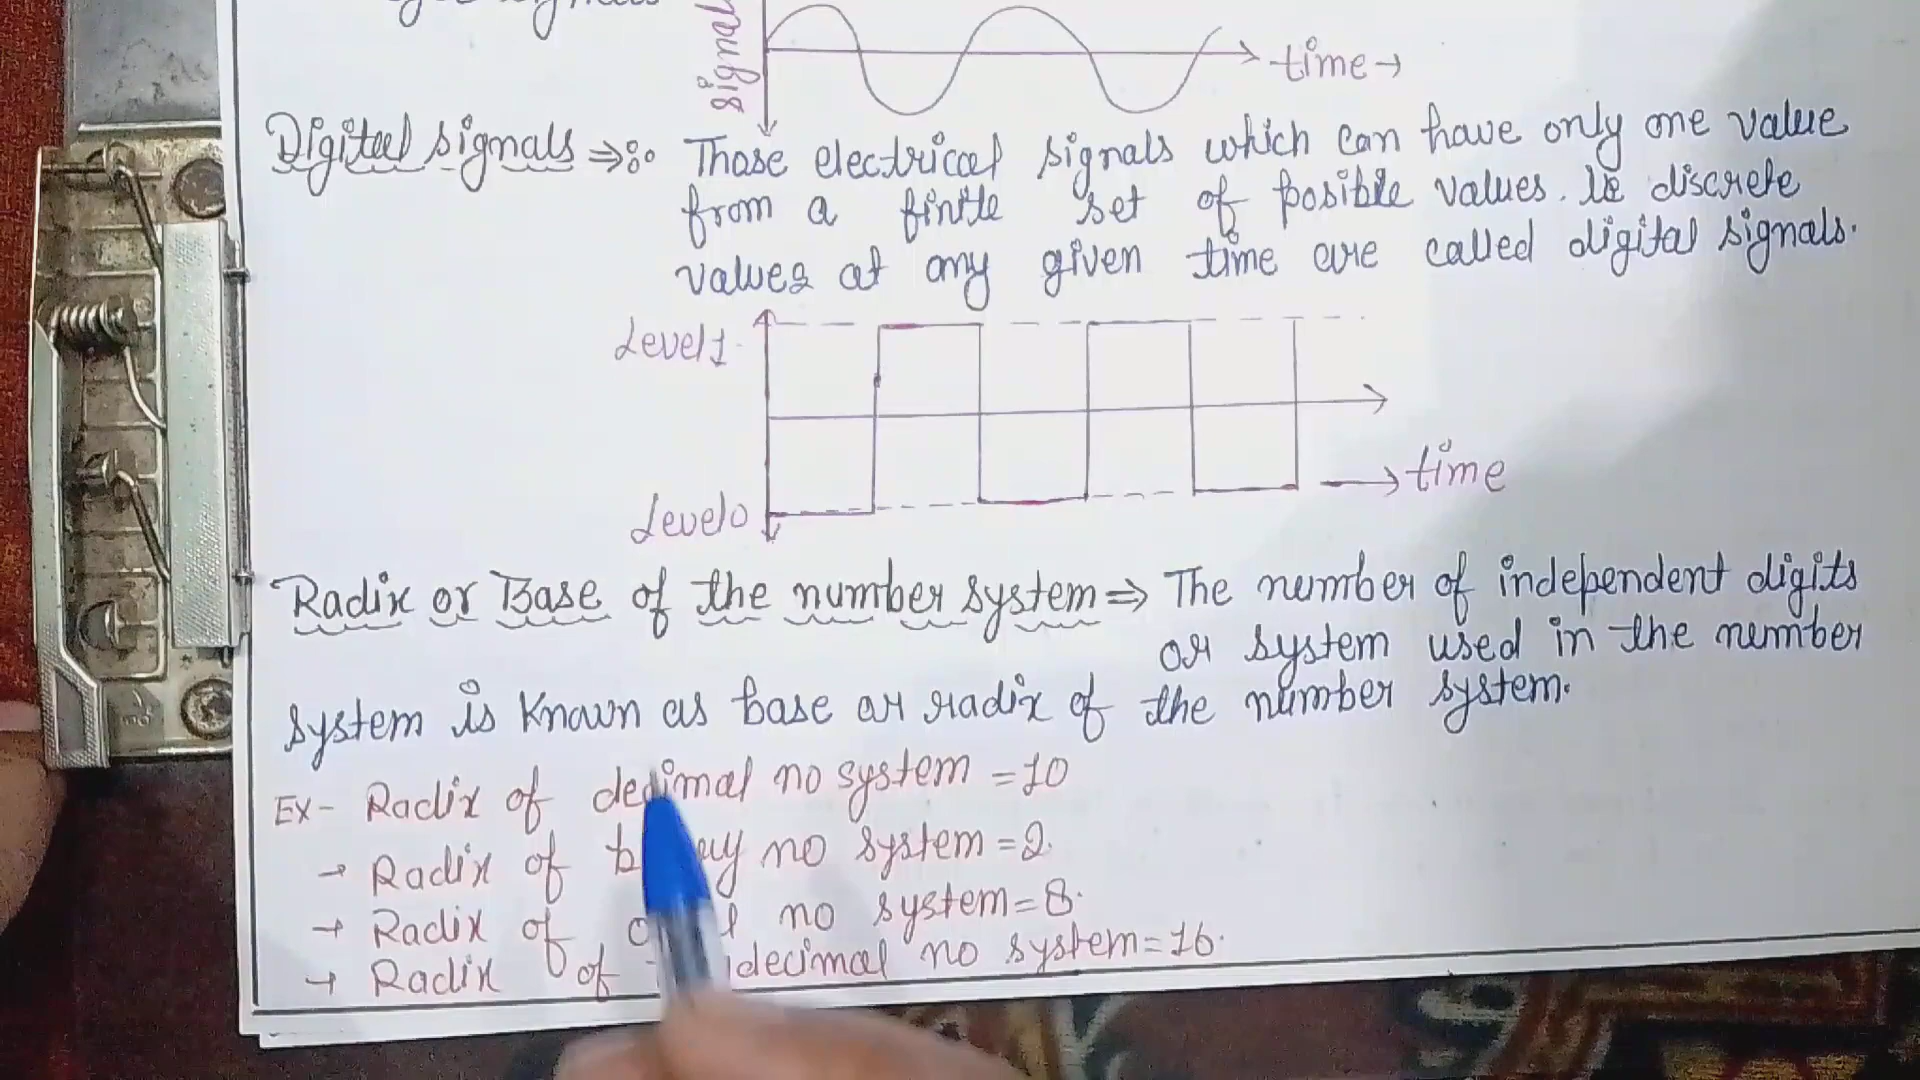 signals
time →
Digital signals ⇒ Those electrical signals which can have only one value
from a finite set of posible values. ie discrete
values at any given time are called digital signals.
Level 1
time
Level 0
Radix or Base of the number system ⇒ The number of independent digits
or system used in the number
system is known as base or radix of the number system.
Ex- Radix of decimal no system = 10
→ Radix of no system = 2.
→ Radix of no system = 8.
→ Radix of decimal no system = 16.